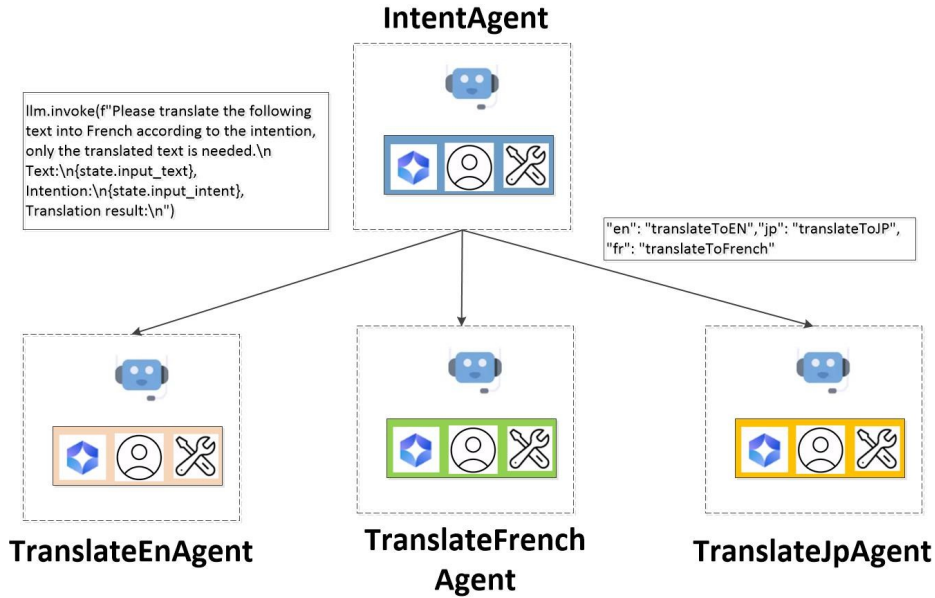 IntentAgent
llm.invoke(f"Please translate the following
text into French according to the intention,
only the translated text is needed.\n
Text:\n{state.input_text},
Intention:\n{state.input_intent},
Translation result:\n")
"en": "translateToEN","jp": "translateToJP",
"fr": "translateToFrench"
TranslateEnAgent
TranslateFrench
Agent
TranslateJpAgent